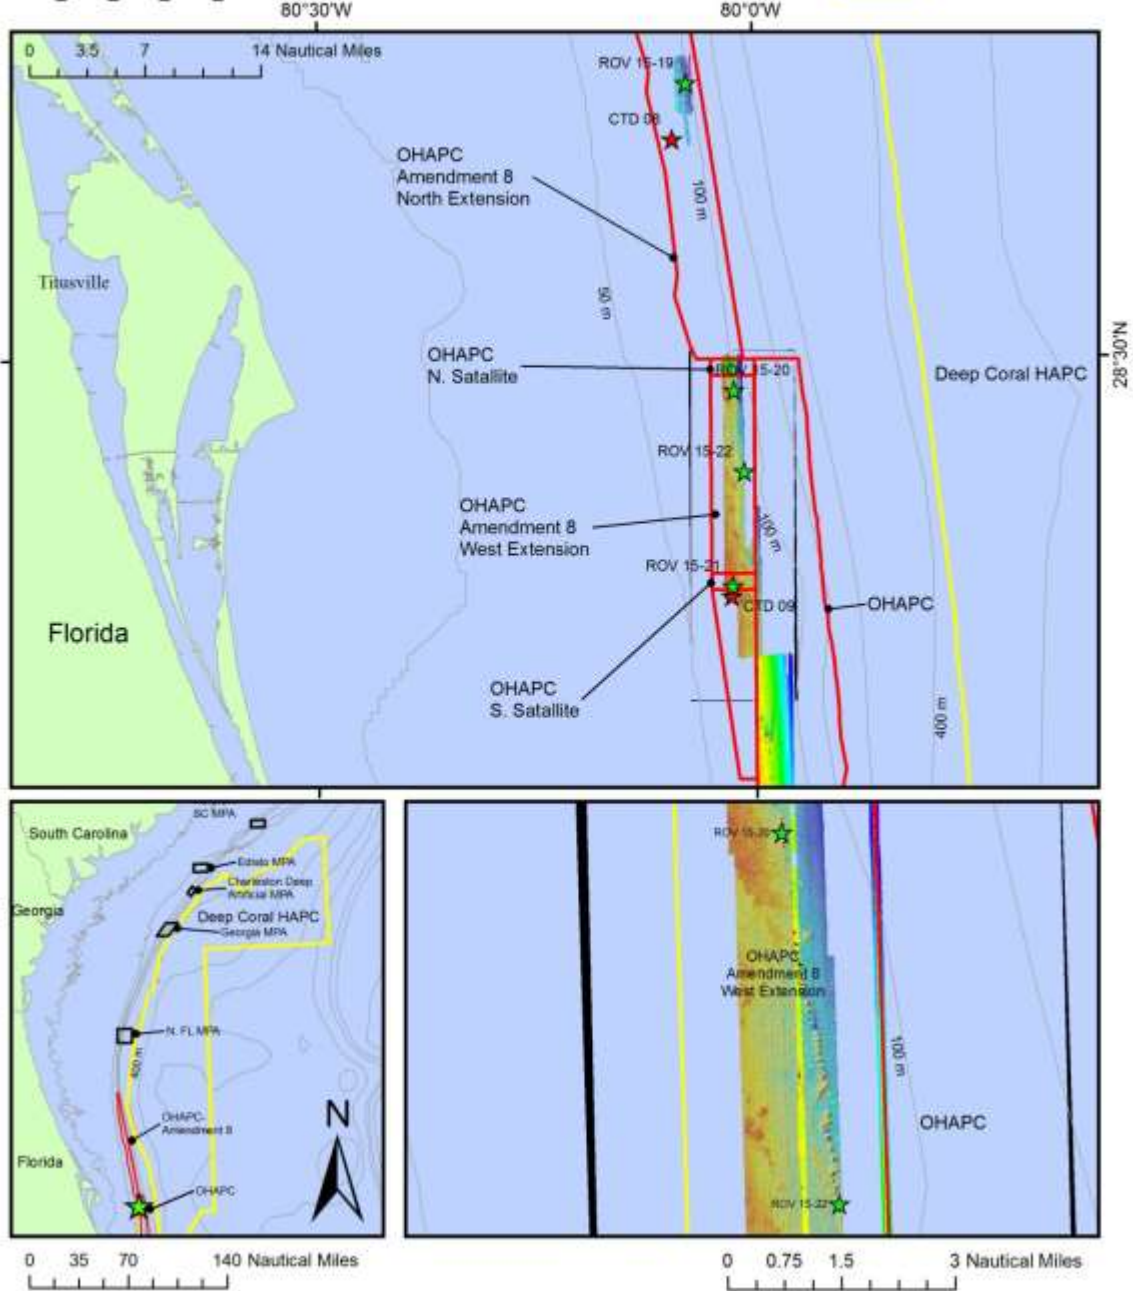 80°30'W
80°0'W
0 3.5 7 14 Nautical Miles
ROV 15-19
CTD 08
OHAPC
Amendment 8
North Extension
100 m
Titusville
50 m
28°30'N
OHAPC
N. Satallite
ROV 15-20
Deep Coral HAPC
ROV 15-22
OHAPC
Amendment 8
West Extension
100 m
ROV 15-21
CTD 09
OHAPC
Florida
OHAPC
S. Satallite
400 m
SC MPA
South Carolina
Edisto MPA
Charleston Deep
Artificial MPA
Georgia
Deep Coral HAPC
Georgia MPA
N. FL MPA
400 m
OHAPC-
Amendment 8
N
Florida
OHAPC
ROV 15-20
OHAPC
Amendment 8
West Extension
100 m
OHAPC
ROV 15-22
0 35 70 140 Nautical Miles
0 0.75 1.5 3 Nautical Miles